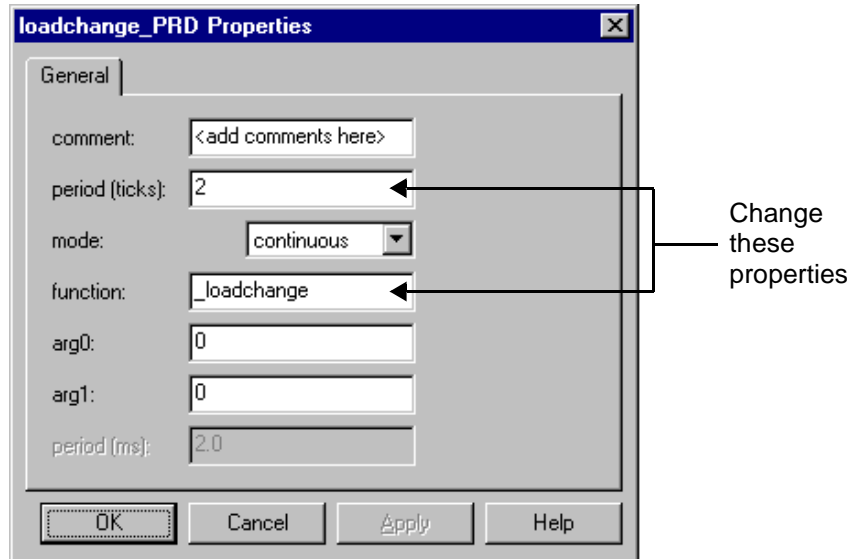 loadchange_PRD Properties
General
comment: <add comments here>
period (ticks): 2
mode: continuous
function: _loadchange
arg0: 0
arg1: 0
period (ms): 2.0
OK Cancel Apply Help
Change
these
properties